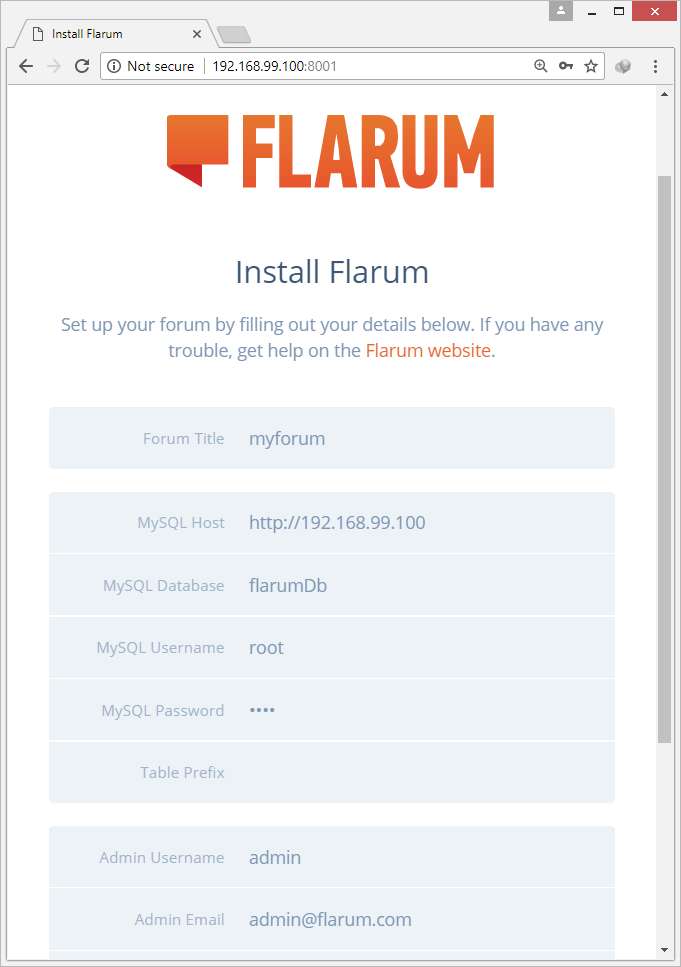 Install Flarum
Not secure
192.168.99.100:8001
FLARUM
Install Flarum
Set up your forum by filling out your details below. If you have any
trouble, get help on the Flarum website.
Forum Title myforum
MySQL Host http://192.168.99.100
MySQL Database flarumDb
MySQL Username root
MySQL Password ••••
Table Prefix
Admin Username admin
Admin Email admin@flarum.com